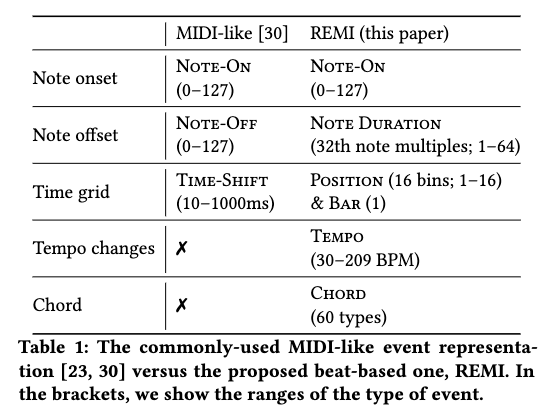 MIDI-like [30] REMI (this paper)
Note onset Note-On Note-On
(0–127) (0–127)
Note offset Note-Off Note Duration
(0–127) (32th note multiples; 1–64)
Time grid Time-Shift Position (16 bins; 1–16)
(10–1000ms) & Bar (1)
Tempo changes ✗ Tempo
(30–209 BPM)
Chord ✗ Chord
(60 types)
Table 1: The commonly-used MIDI-like event representa-
tion [23, 30] versus the proposed beat-based one, REMI. In
the brackets, we show the ranges of the type of event.